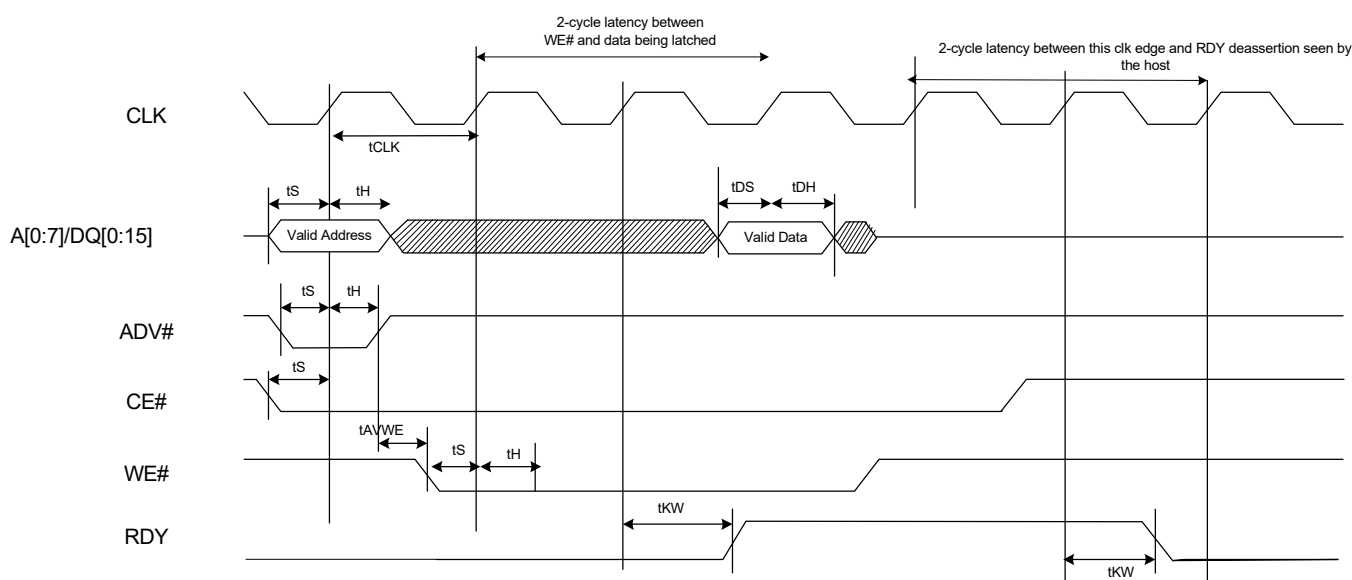 2-cycle latency between
WE# and data being latched
2-cycle latency between this clk edge and RDY deassertion seen by
the host
CLK
tCLK
tS
tH
tDS
tDH
A[0:7]/DQ[0:15]
Valid Address
Valid Data
tS
tH
ADV#
tS
CE#
tAVWE
tS
tH
WE#
tKW
RDY
tKW